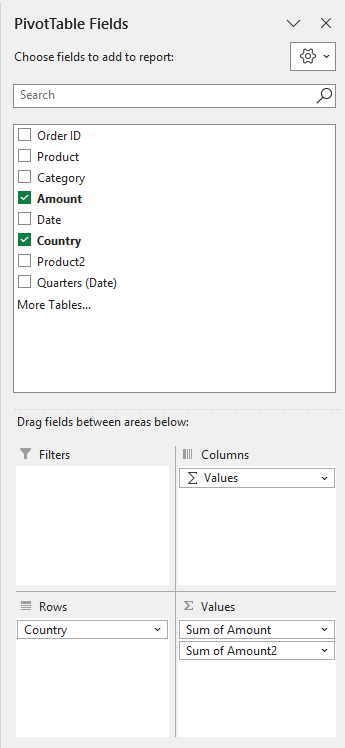 PivotTable Fields
Choose fields to add to report:
Search
Order ID
Product
Category
Amount
Date
Country
Product2
Quarters (Date)
More Tables...
Drag fields between areas below:
Filters
Columns
Σ Values
Rows
Σ Values
Country
Sum of Amount
Sum of Amount2